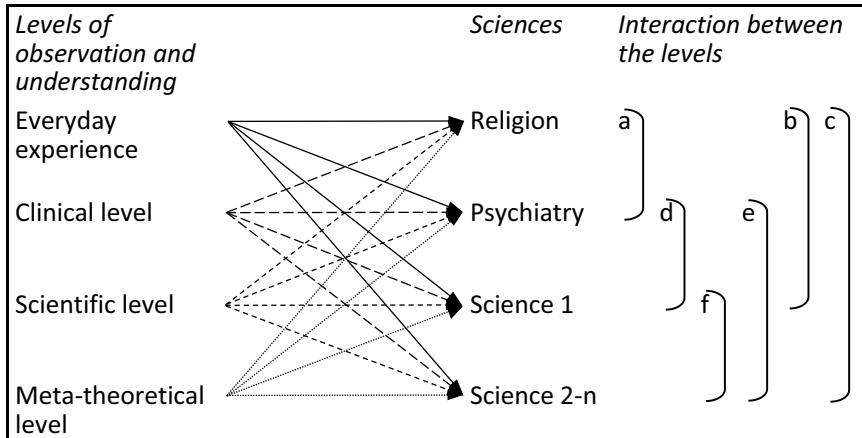 Levels of
observation and
understanding
Sciences
Interaction between
the levels
Everyday
experience
Religion
a
b
c
Clinical level
Psychiatry
d
e
Scientific level
Science 1
f
Meta-theoretical
level
Science 2-n